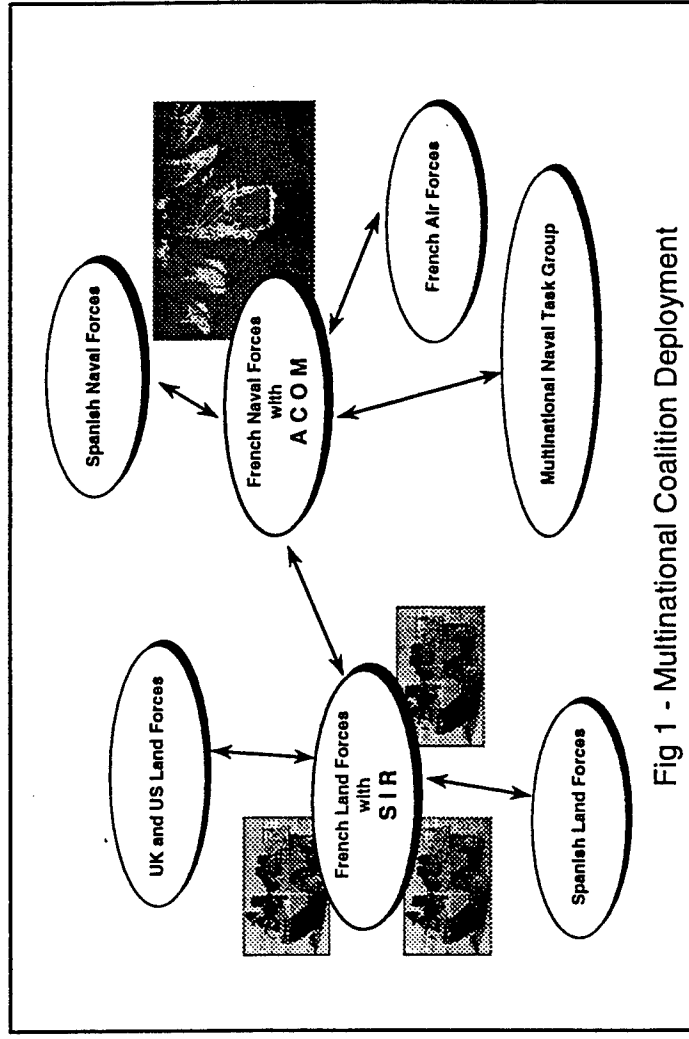 Spanish Naval Forces
UK and US Land Forces
French Naval Forces
with
A C O M
French Land Forces
with
S I R
French Air Forces
Spanish Land Forces
Multinational Naval Task Group
Fig 1 - Multinational Coalition Deployment